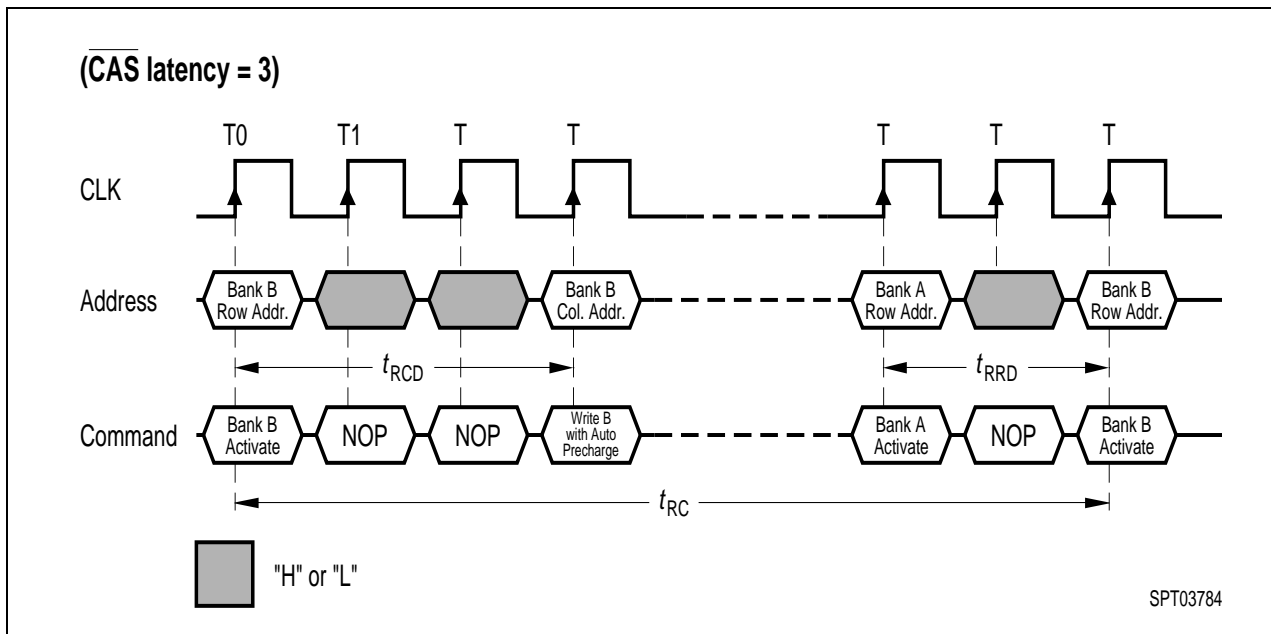 (CAS latency = 3)
T0 T1 T T T T T
CLK
Address
Bank B
Row Addr.
Bank B
Col. Addr.
Bank A
Row Addr.
Bank B
Row Addr.
tRCD
tRRD
Command
Bank B
Activate
NOP
NOP
Write B
with Auto
Precharge
Bank A
Activate
NOP
Bank B
Activate
tRC
"H" or "L"
SPT03784